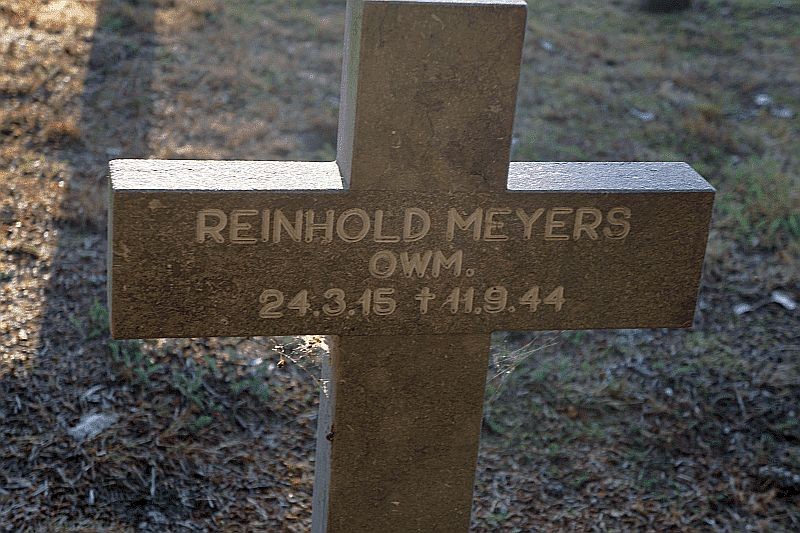 REINHOLD MEYERS
OWM.
24.3.15 † 11.9.44